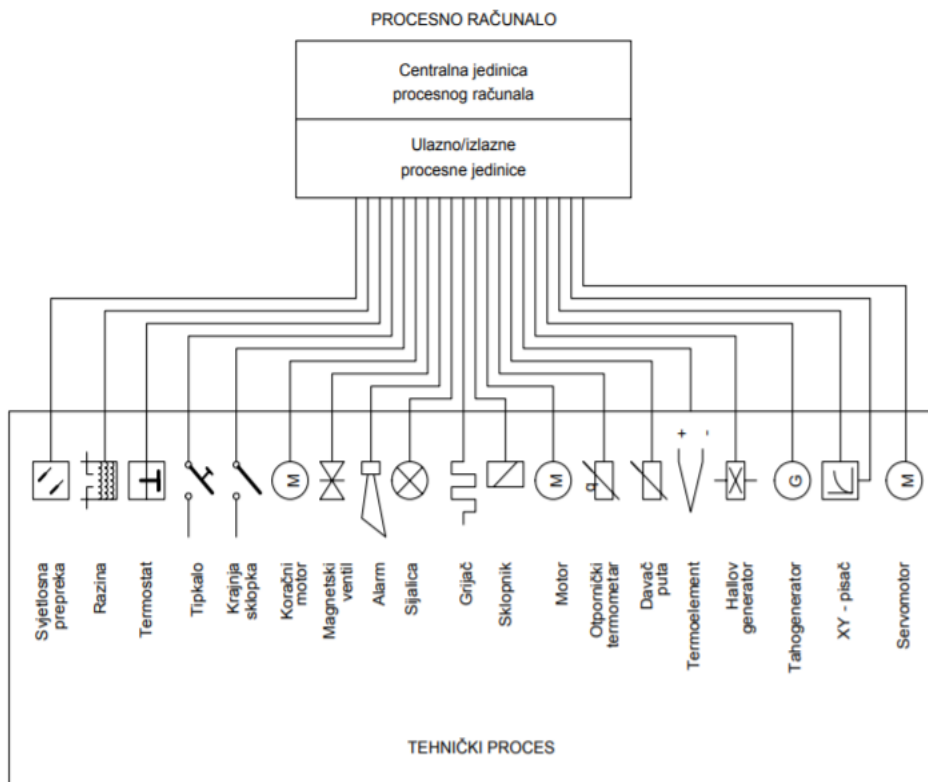 PROCESNO RAČUNALO
Centralna jedinica
procesnog računala
Ulazno/izlazne
procesne jedinice
M
M
q
+
-
G
M
Svjetlosna
prepreka
Razina
Termostat
Tipkalo
Krajnja
sklopka
Koračni
motor
Magnetski
ventil
Alarm
Sijalica
Grijač
Sklopnik
Motor
Otpornički
termometar
Davač
puta
Termoelement
Hallov
generator
Tahogenerator
XY - pisač
Servomotor
TEHNIČKI PROCES